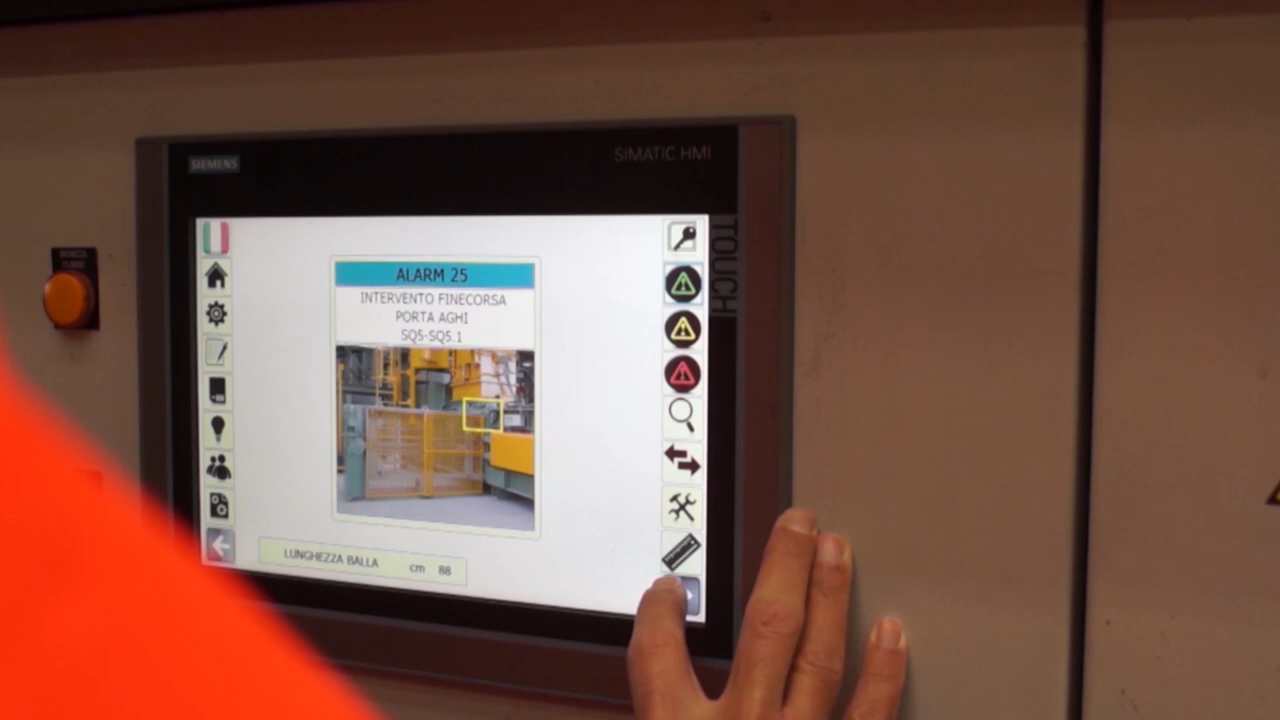 SIEMENS
SIMATIC HMI
TOUCH
ALARM 25
INTERVENTO FINECORSA
PORTA AGHI
SQ5-SQ5.1
LUNGHEZZA BALLA cm 88